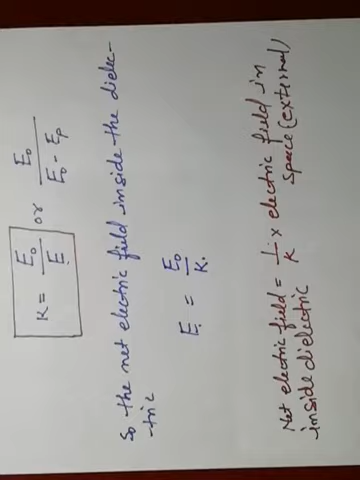 K = E₀/E or E₀/(E₀ - Eₚ)
So the net electric field inside the dielec-
-tric
E = E₀/K.
Net electric field = 1/K × electric field in
inside dielectric space (external)